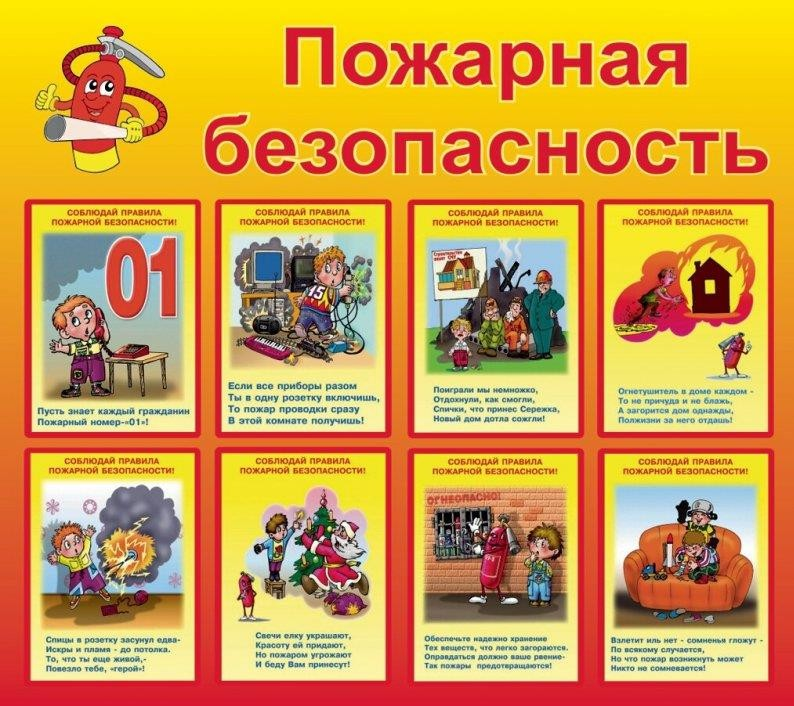 Пожарная
безопасность
СОБЛЮДАЙ ПРАВИЛА
ПОЖАРНОЙ БЕЗОПАСНОСТИ!
01
Пусть знает каждый гражданин
Пожарный номер-«01»!
СОБЛЮДАЙ ПРАВИЛА
ПОЖАРНОЙ БЕЗОПАСНОСТИ!
Если все приборы разом
Ты в одну розетку включишь,
То пожар проводки сразу
В этой комнате получишь!
СОБЛЮДАЙ ПРАВИЛА
ПОЖАРНОЙ БЕЗОПАСНОСТИ!
Строительство
Поиграли мы немножко,
Отдохнули, как смогли,
Спички, что принес Сережка,
Новый дом дотла сожгли!
СОБЛЮДАЙ ПРАВИЛА
ПОЖАРНОЙ БЕЗОПАСНОСТИ!
Огнетушитель в доме каждом -
То не причуда и не блажь,
А загорится дом однажды,
Полжизни за него отдашь!
СОБЛЮДАЙ ПРАВИЛА
ПОЖАРНОЙ БЕЗОПАСНОСТИ!
Спицы в розетку засунул едва-
Искры и пламя - до потолка.
То, что ты еще живой,-
Повезло тебе, «герой»!
СОБЛЮДАЙ ПРАВИЛА
ПОЖАРНОЙ БЕЗОПАСНОСТИ!
Свечи елку украшают,
Красоту ей придают,
Но пожаром угрожают
И беду Вам принесут!
СОБЛЮДАЙ ПРАВИЛА
ПОЖАРНОЙ БЕЗОПАСНОСТИ!
ОГНЕОПАСНО!
Обеспечьте надежно хранение
Тех веществ, что легко загораются.
Оправдаться должно ваше рвение-
Так пожары предотвращаются!
СОБЛЮДАЙ ПРАВИЛА
ПОЖАРНОЙ БЕЗОПАСНОСТИ!
Взлетит иль нет - сомненья гложут -
По всякому случается,
Но что пожар возникнуть может
Никто не сомневается!